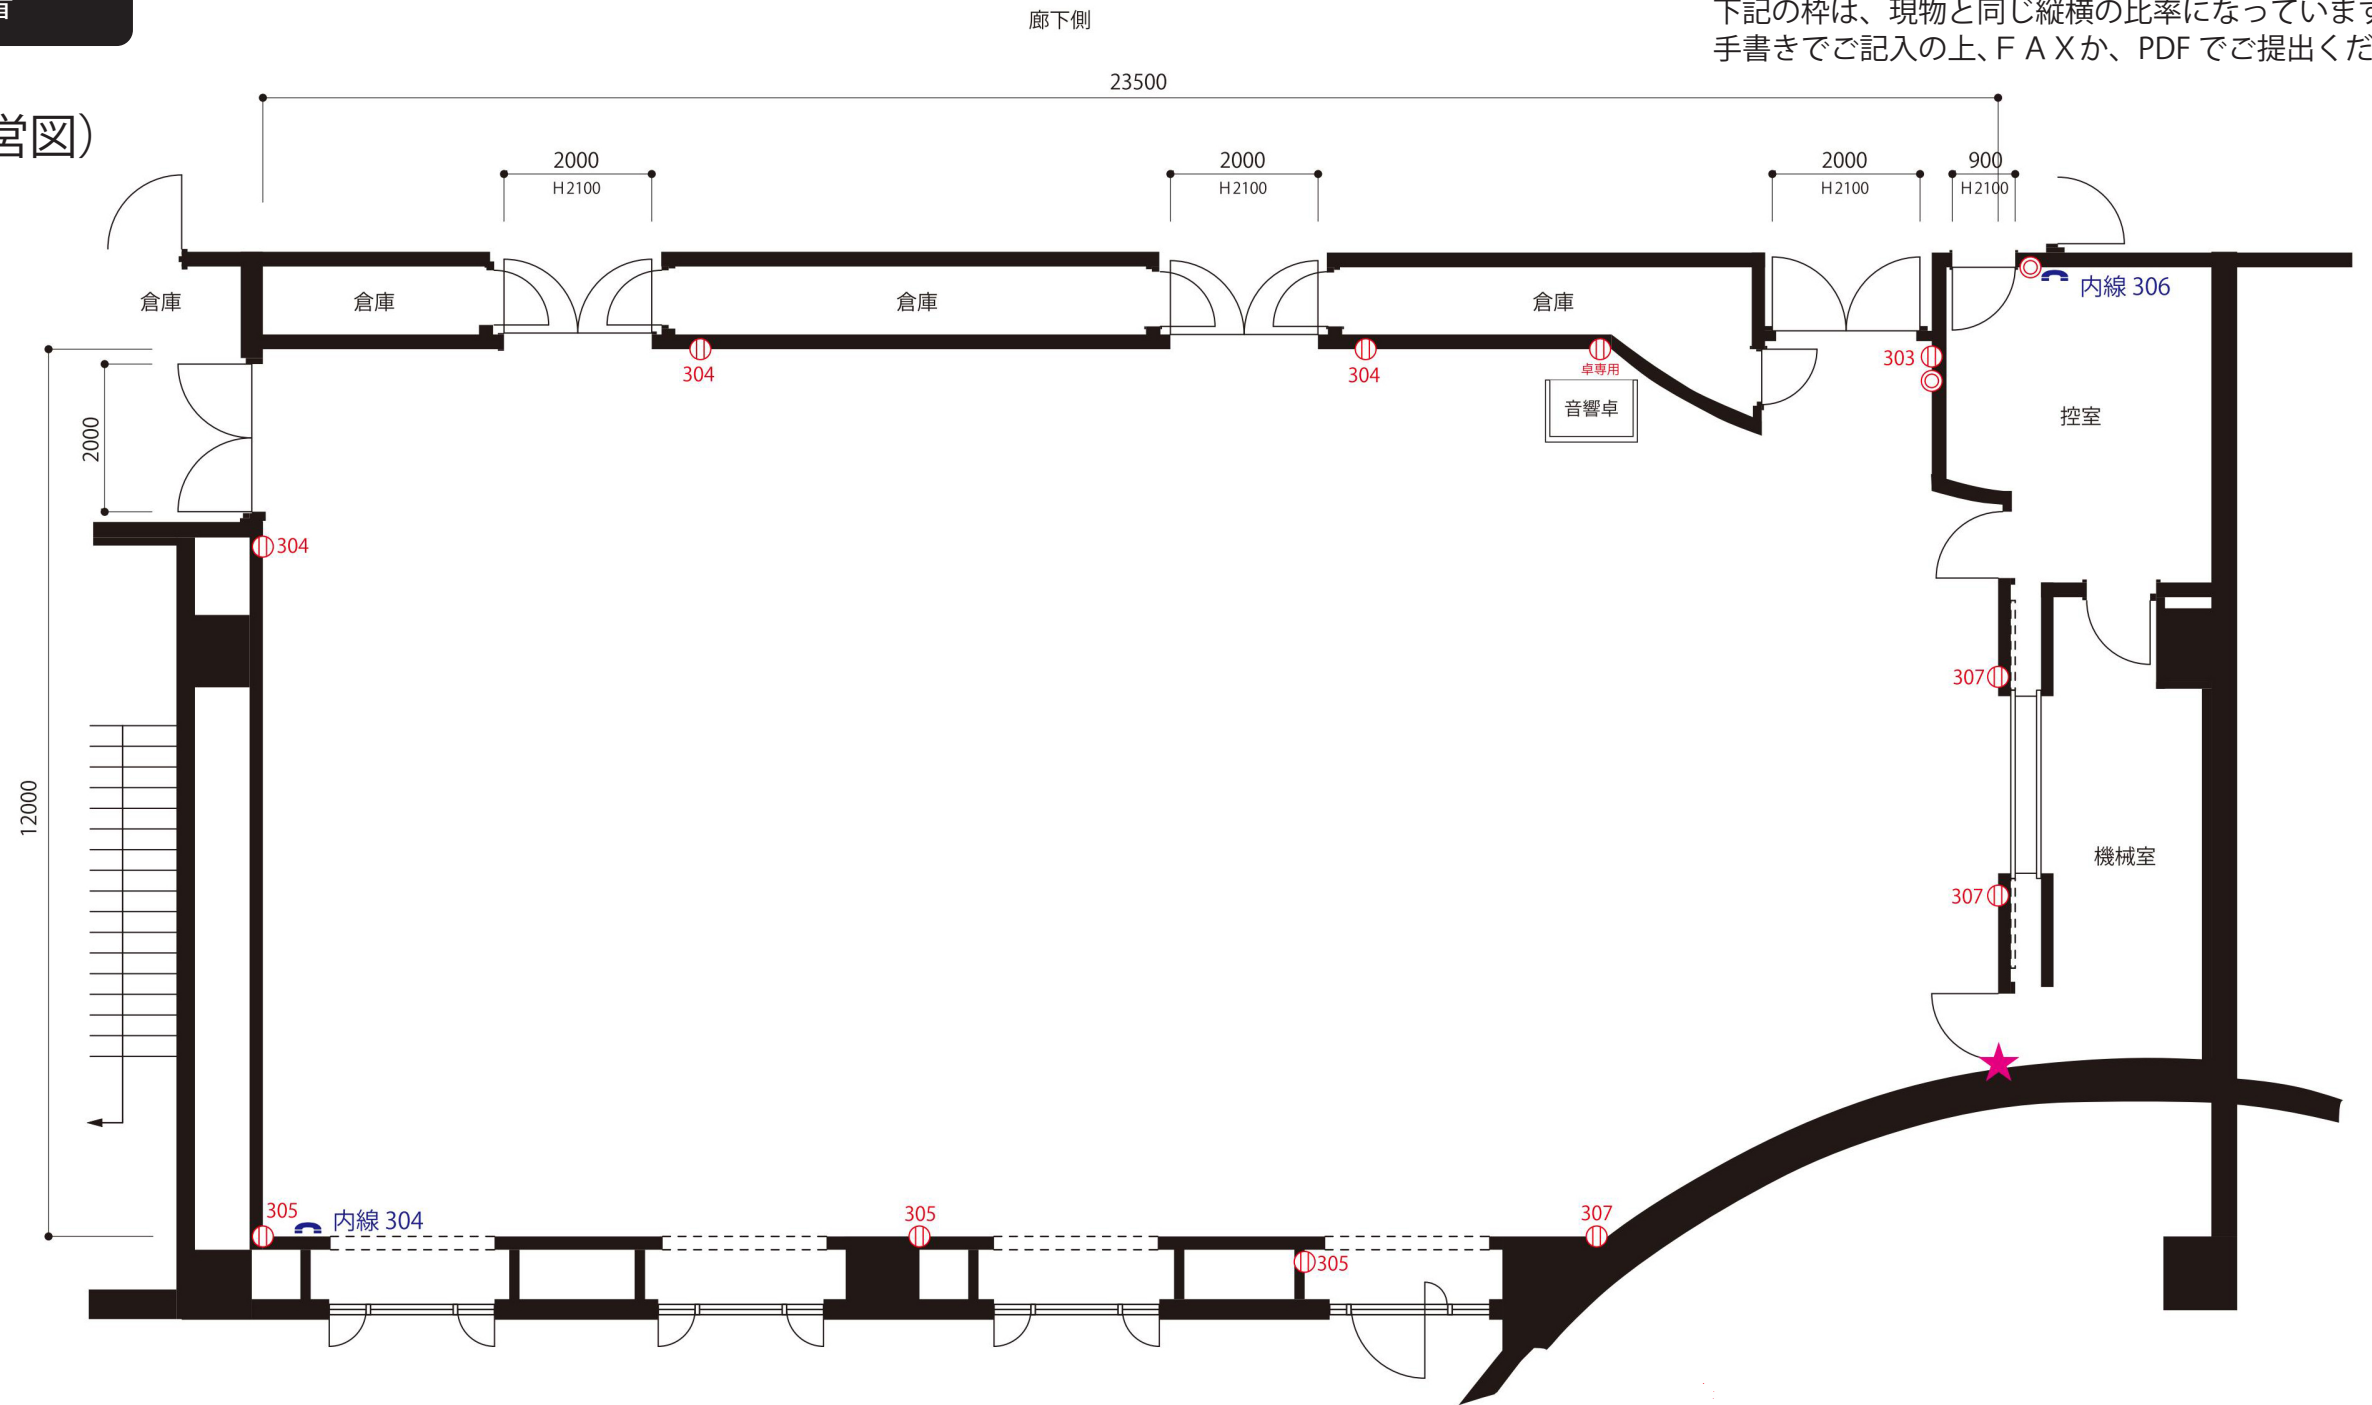 廊下側
下記の枠は、現物と同じ縦横の比率になっています
手書きでご記入の上、ＦＡＸか、PDF でご提出くだ
営図）
23500
2000
H2100
2000
H2100
2000
H2100
900
H2100
倉庫
倉庫
倉庫
倉庫
内線 306
304
304
卓専用
303
音響卓
控室
2000
304
307
12000
機械室
307
305
内線 304
305
307
305